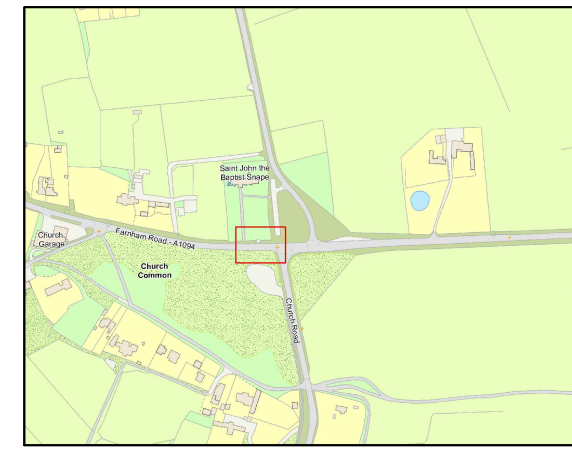 Saint John the
Baptist Snape
Farnham Road - A1094
Church
Garage
Church
Common
Church Road